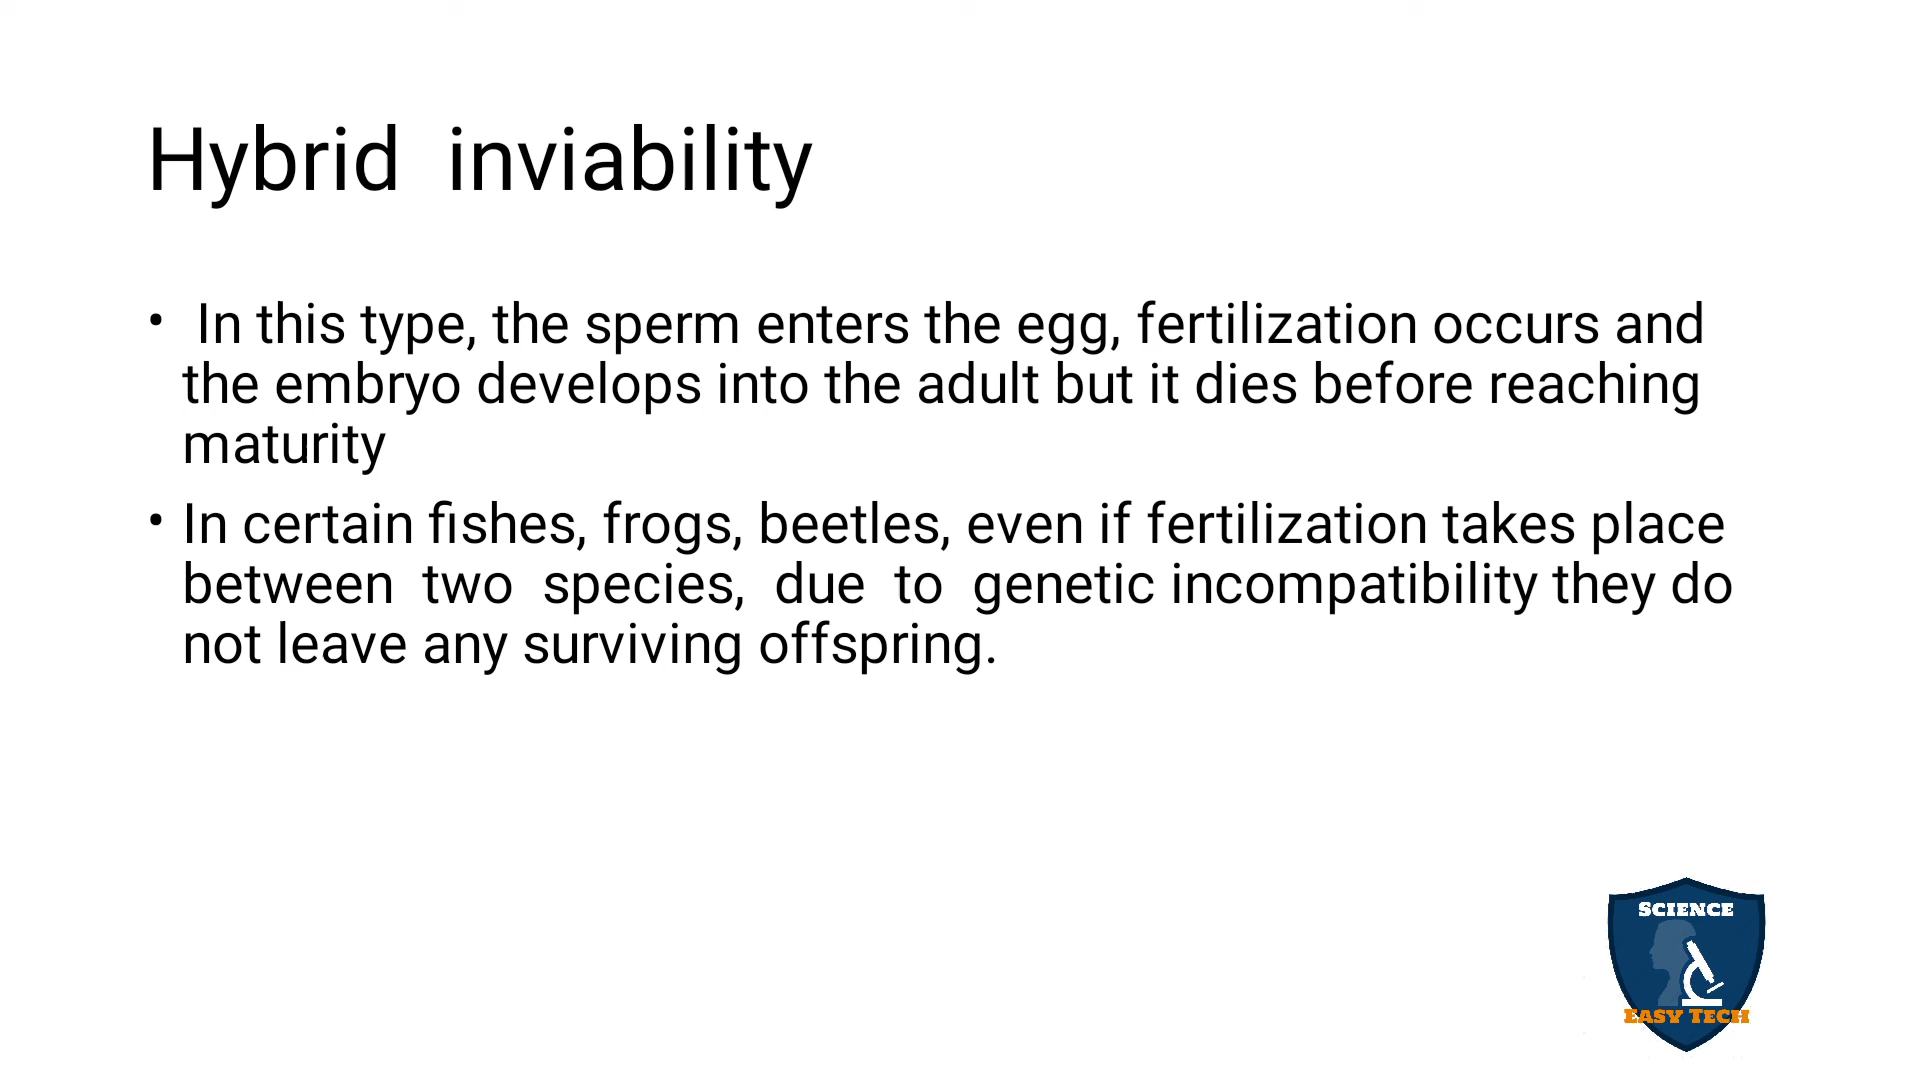 Hybrid  inviability
•  In this type, the sperm enters the egg, fertilization occurs and
the embryo develops into the adult but it dies before reaching
maturity
• In certain fishes, frogs, beetles, even if fertilization takes place
between  two  species,  due  to  genetic incompatibility they do
not leave any surviving offspring.
SCIENCE
EASY TECH